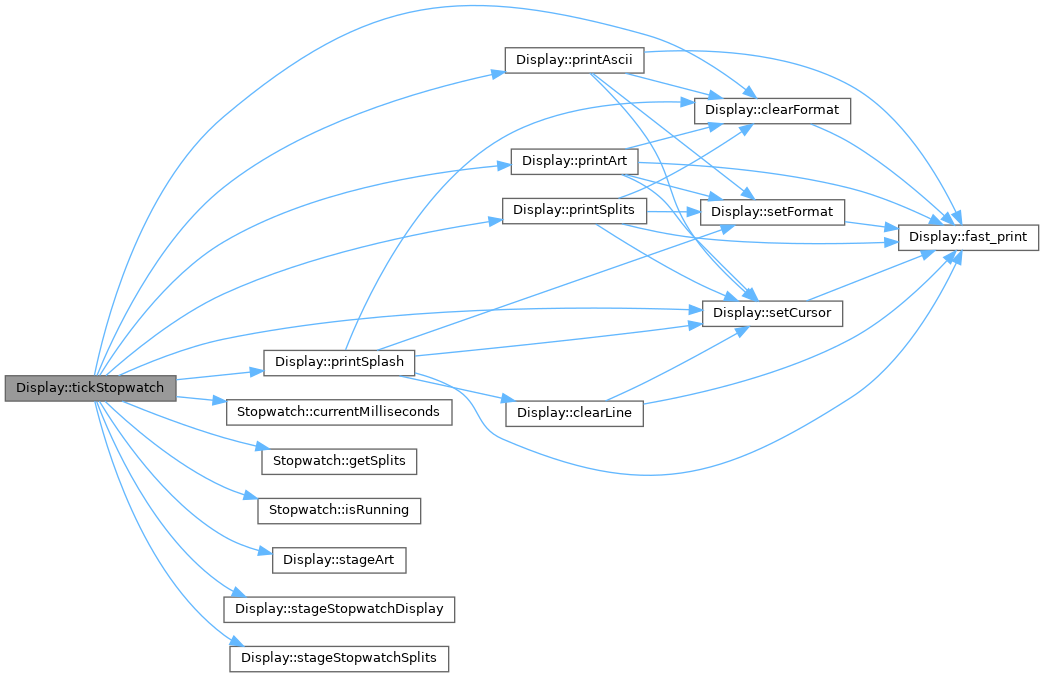 Display::tickStopwatch
Display::printAscii
Display::clearFormat
Display::printArt
Display::printSplits
Display::setFormat
Display::fast_print
Display::setCursor
Display::printSplash
Display::clearLine
Stopwatch::currentMilliseconds
Stopwatch::getSplits
Stopwatch::isRunning
Display::stageArt
Display::stageStopwatchDisplay
Display::stageStopwatchSplits